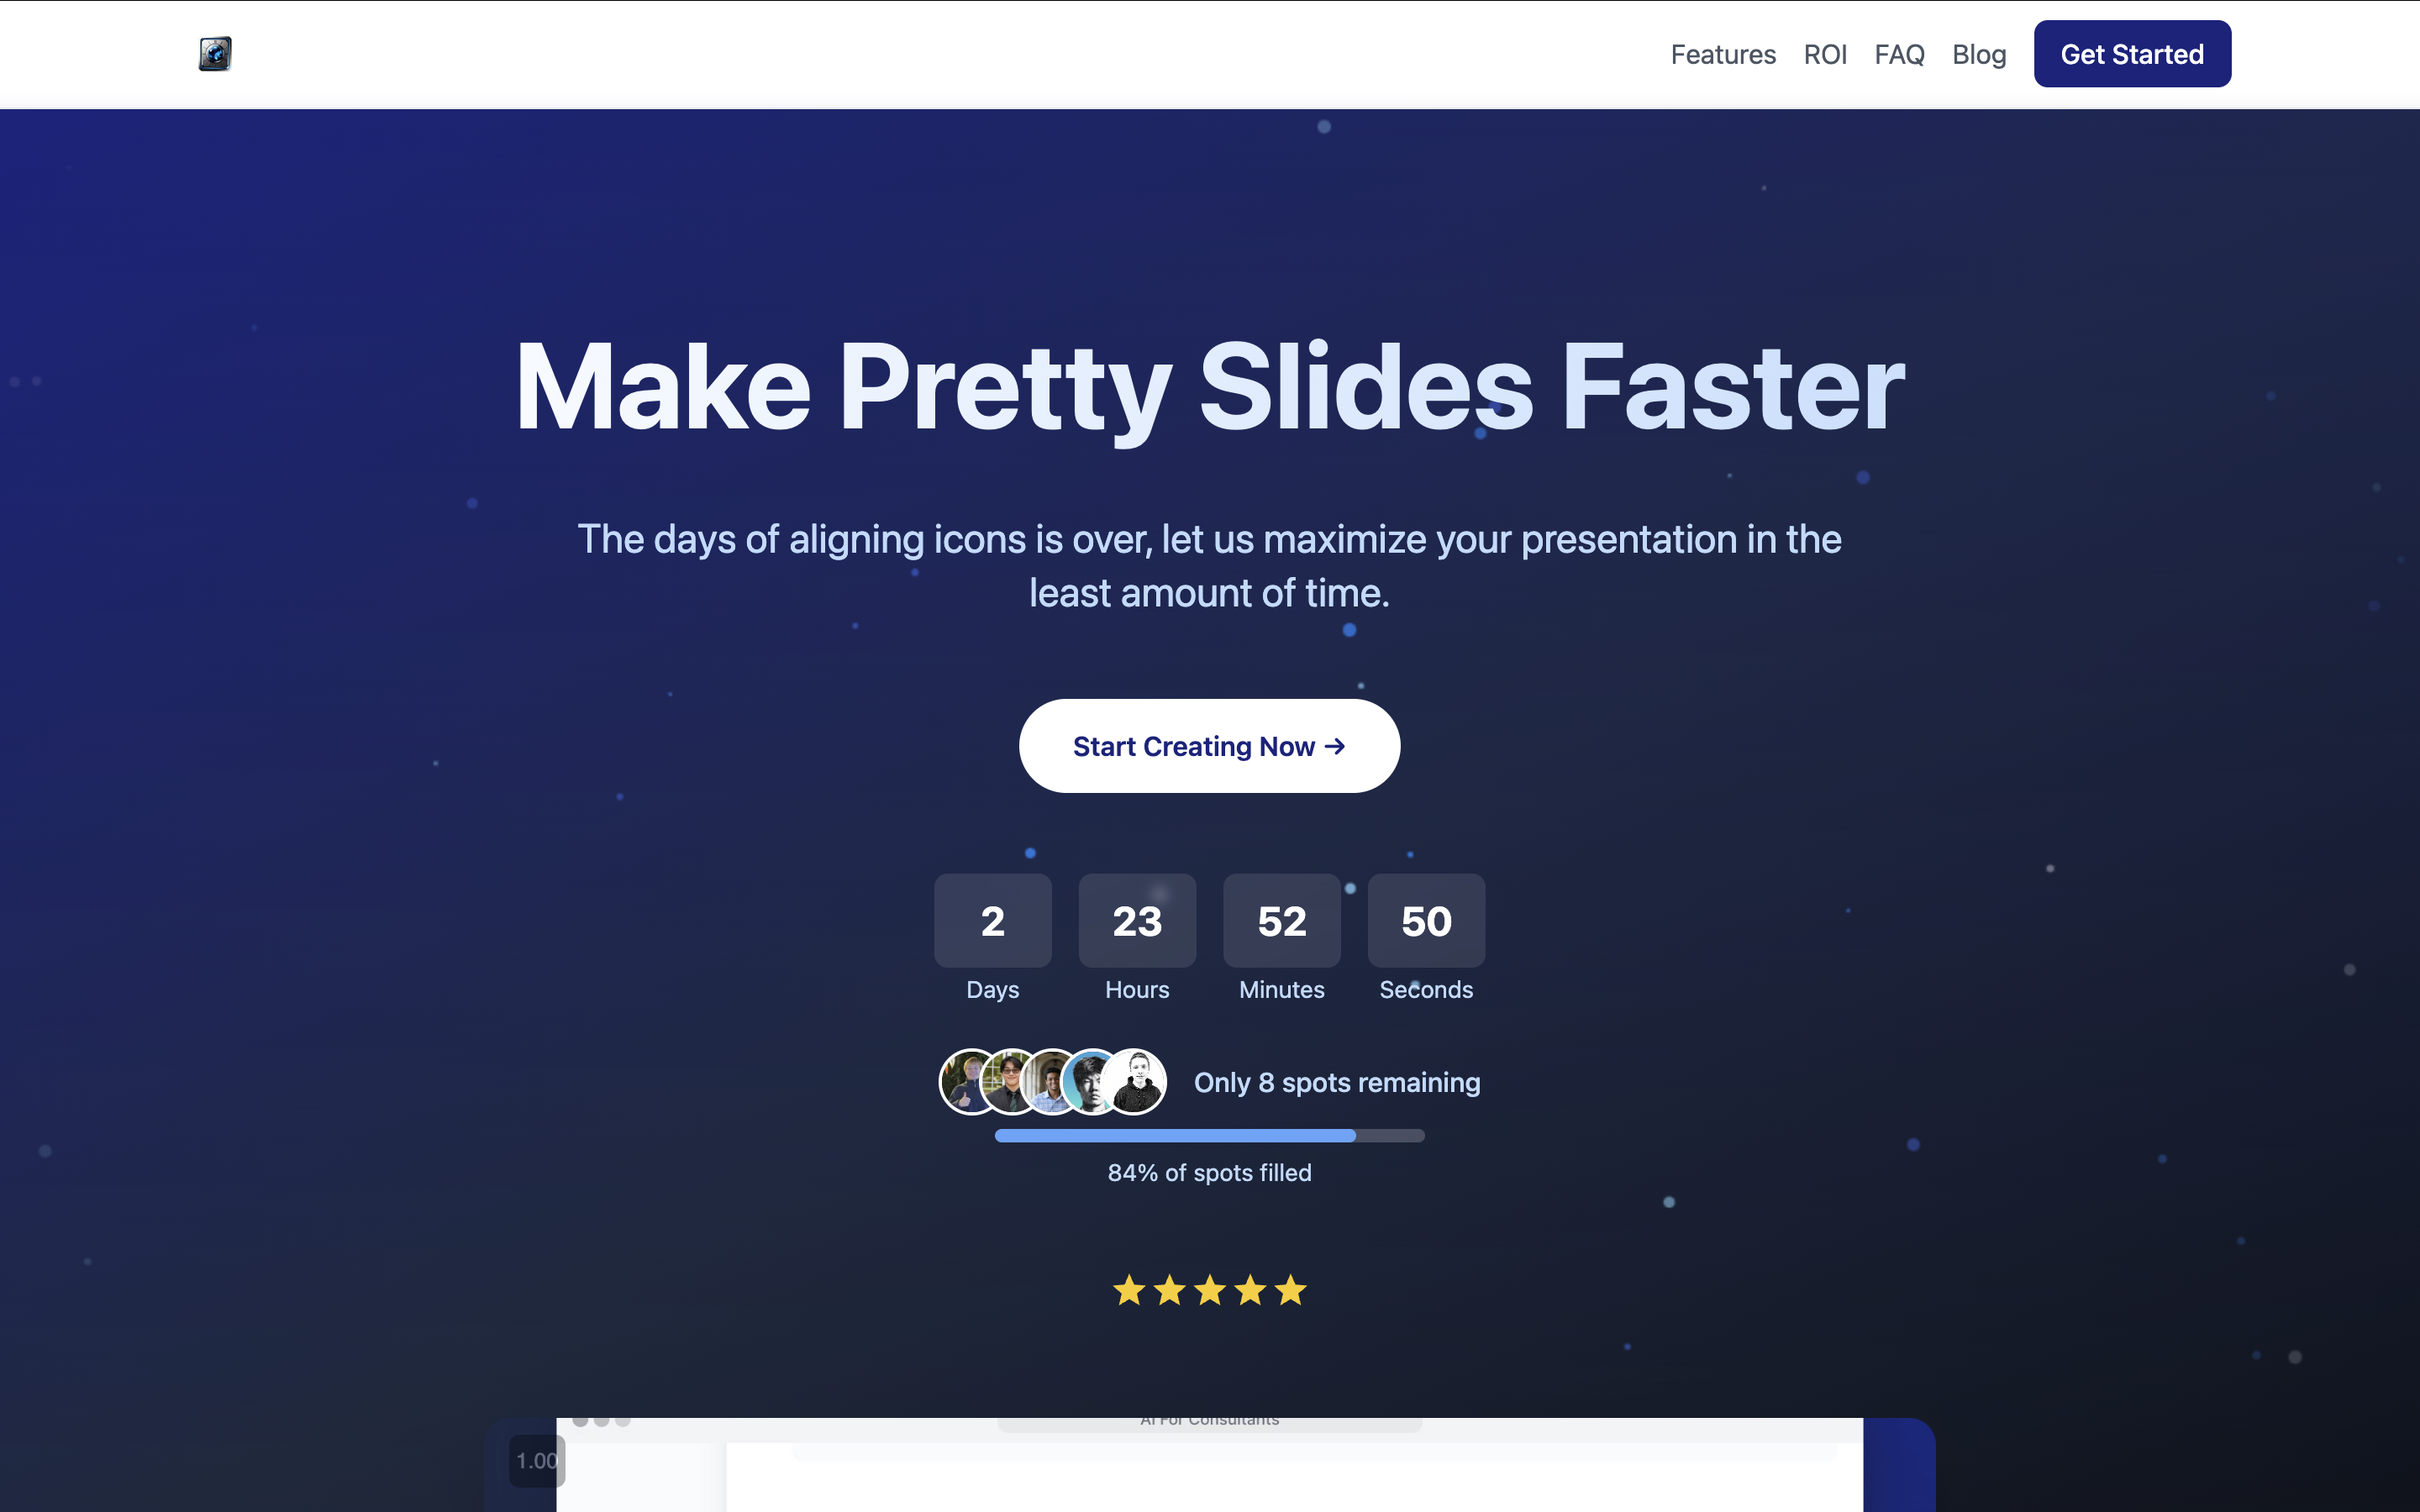 Features ROI FAQ Blog Get Started
Make Pretty Slides Faster
The days of aligning icons is over, let us maximize your presentation in the
least amount of time.
Start Creating Now →
2 23 52 50
Days Hours Minutes Seconds
Only 8 spots remaining
84% of spots filled
AI For Consultants
1.00